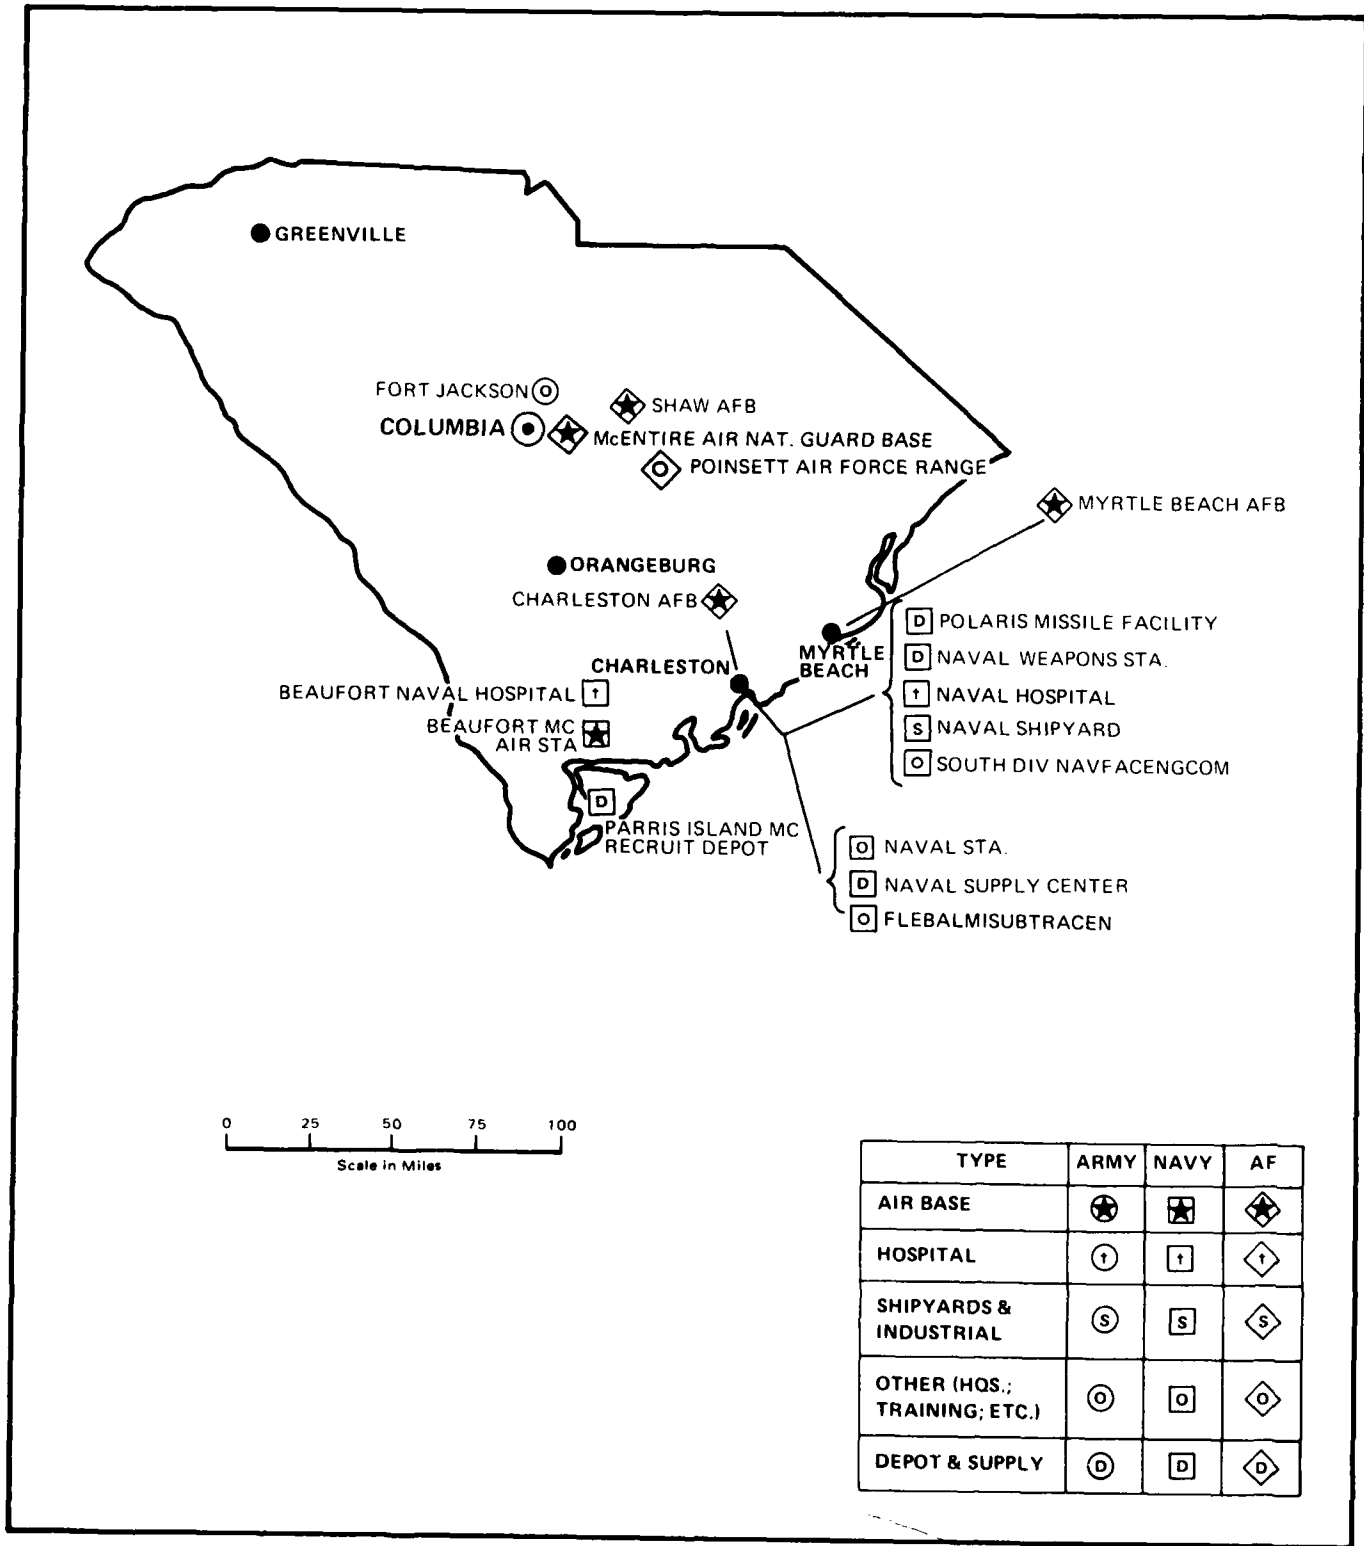 GREENVILLE
FORT JACKSON O
SHAW AFB
COLUMBIA
McENTIRE AIR NAT. GUARD BASE
O POINSETT AIR FORCE RANGE
MYRTLE BEACH AFB
ORANGEBURG
CHARLESTON AFB
D POLARIS MISSILE FACILITY
MYRTLE
BEACH
D NAVAL WEAPONS STA.
CHARLESTON
BEAUFORT NAVAL HOSPITAL †
† NAVAL HOSPITAL
BEAUFORT MC
AIR STA
S NAVAL SHIPYARD
O SOUTH DIV NAVFACENGCOM
D
PARRIS ISLAND MC
RECRUIT DEPOT
O NAVAL STA.
D NAVAL SUPPLY CENTER
O FLEBALMISUBTRACEN
0 25 50 75 100
Scale in Miles
TYPE ARMY NAVY AF
AIR BASE
HOSPITAL † † †
SHIPYARDS &
INDUSTRIAL S S S
OTHER (HQS.;
TRAINING; ETC.) O O O
DEPOT & SUPPLY D D D